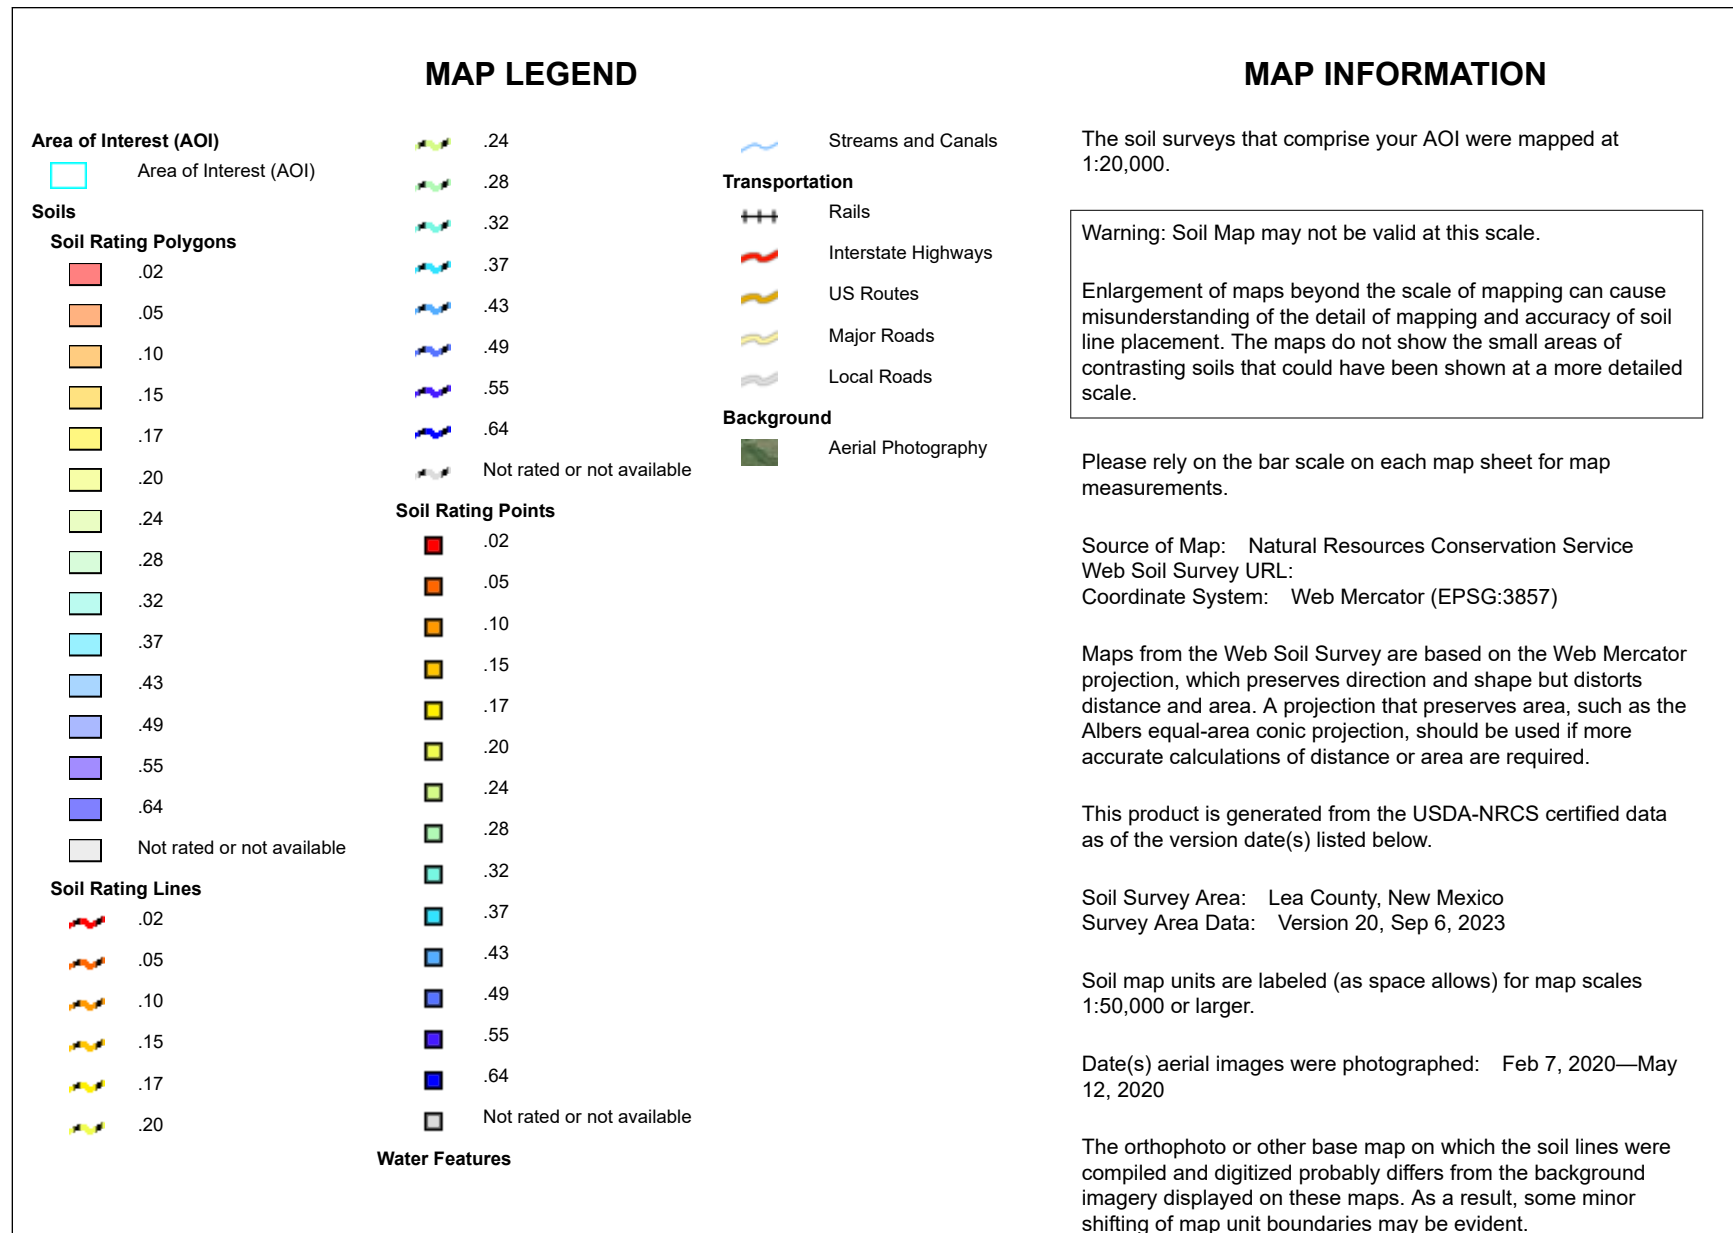 MAP LEGEND
Area of Interest (AOI)
Area of Interest (AOI)
Soils
Soil Rating Polygons
.02
.05
.10
.15
.17
.20
.24
.28
.32
.37
.43
.49
.55
.64
Not rated or not available
Soil Rating Lines
.02
.05
.10
.15
.17
.20
.24
.28
.32
.37
.43
.49
.55
.64
Not rated or not available
Soil Rating Points
.02
.05
.10
.15
.17
.20
.24
.28
.32
.37
.43
.49
.55
.64
Not rated or not available
Water Features
Streams and Canals
Transportation
Rails
Interstate Highways
US Routes
Major Roads
Local Roads
Background
Aerial Photography
MAP INFORMATION
The soil surveys that comprise your AOI were mapped at
1:20,000.
Warning: Soil Map may not be valid at this scale.
Enlargement of maps beyond the scale of mapping can cause
misunderstanding of the detail of mapping and accuracy of soil
line placement. The maps do not show the small areas of
contrasting soils that could have been shown at a more detailed
scale.
Please rely on the bar scale on each map sheet for map
measurements.
Source of Map: Natural Resources Conservation Service
Web Soil Survey URL:
Coordinate System: Web Mercator (EPSG:3857)
Maps from the Web Soil Survey are based on the Web Mercator
projection, which preserves direction and shape but distorts
distance and area. A projection that preserves area, such as the
Albers equal-area conic projection, should be used if more
accurate calculations of distance or area are required.
This product is generated from the USDA-NRCS certified data
as of the version date(s) listed below.
Soil Survey Area: Lea County, New Mexico
Survey Area Data: Version 20, Sep 6, 2023
Soil map units are labeled (as space allows) for map scales
1:50,000 or larger.
Date(s) aerial images were photographed: Feb 7, 2020—May
12, 2020
The orthophoto or other base map on which the soil lines were
compiled and digitized probably differs from the background
imagery displayed on these maps. As a result, some minor
shifting of map unit boundaries may be evident.